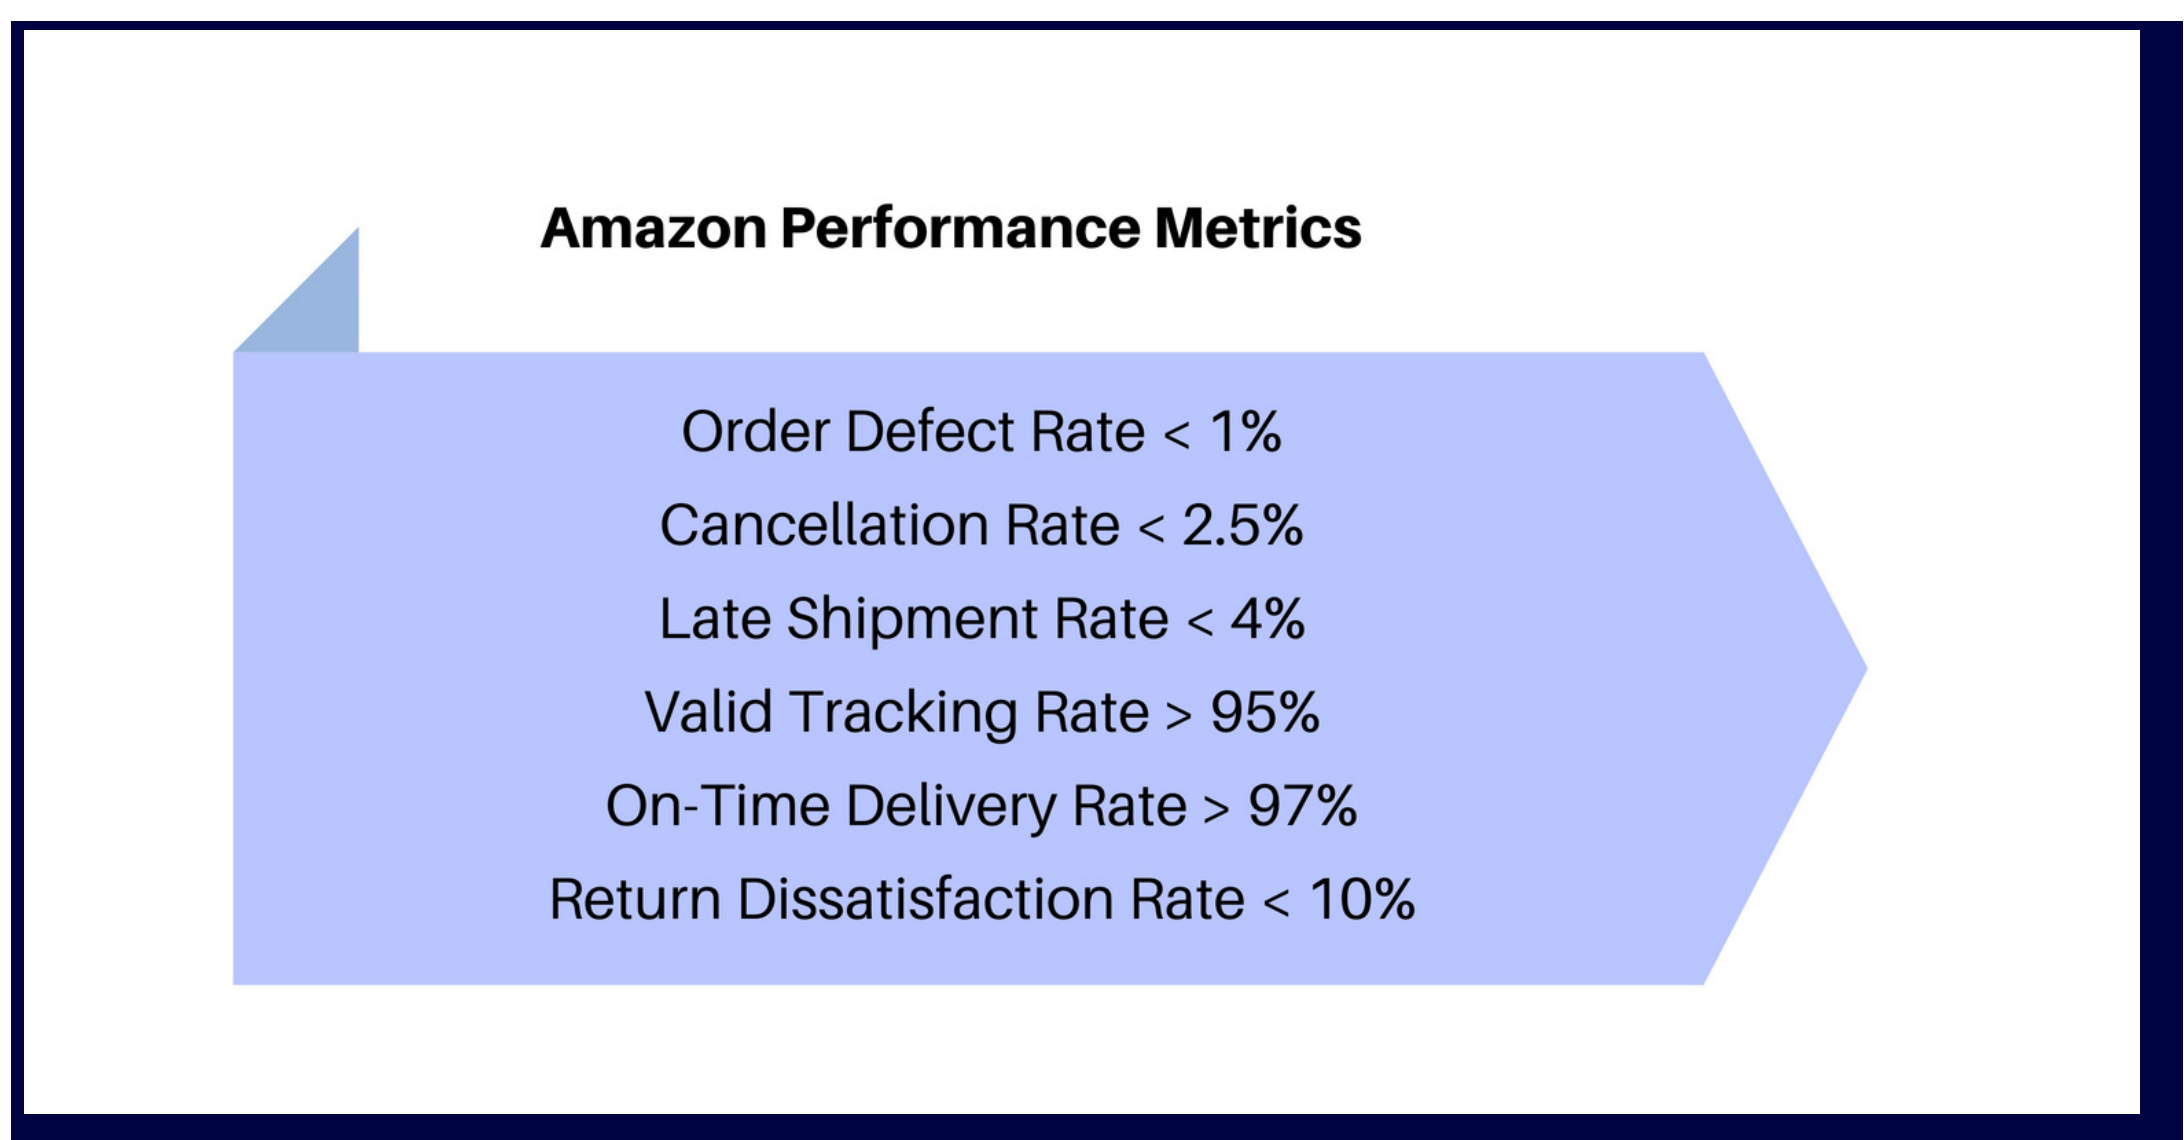 Amazon Performance Metrics
Order Defect Rate < 1%
Cancellation Rate < 2.5%
Late Shipment Rate < 4%
Valid Tracking Rate > 95%
On-Time Delivery Rate > 97%
Return Dissatisfaction Rate < 10%